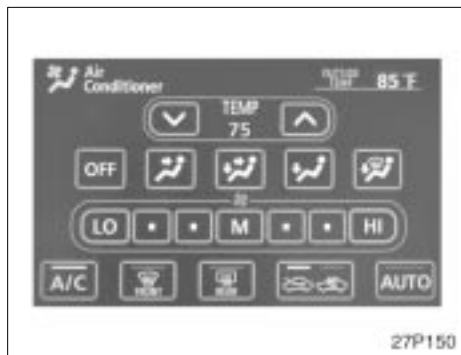 Air
Conditioner
OUTSIDE
TEMP 85°F
TEMP
75
OFF
LO M HI
A/C FRONT REAR AUTO
27P150